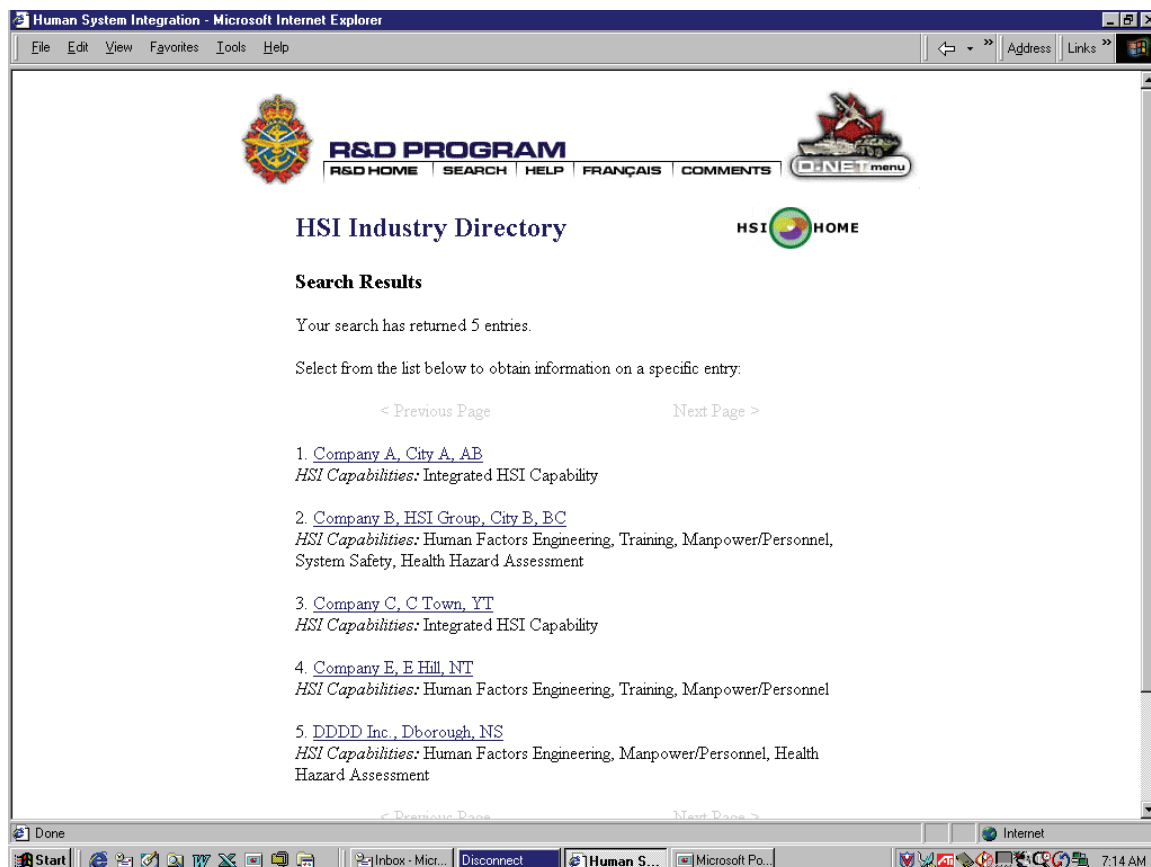 Human System Integration - Microsoft Internet Explorer
File Edit View Favorites Tools Help
Address Links
R&D PROGRAM
R&D HOME SEARCH HELP FRANÇAIS COMMENTS
D-NET menu
HSI Industry Directory
HSI HOME
Search Results
Your search has returned 5 entries.
Select from the list below to obtain information on a specific entry:
< Previous Page Next Page >
1. Company A, City A, AB
HSI Capabilities: Integrated HSI Capability
2. Company B, HSI Group, City B, BC
HSI Capabilities: Human Factors Engineering, Training, Manpower/Personnel,
System Safety, Health Hazard Assessment
3. Company C, C Town, YT
HSI Capabilities: Integrated HSI Capability
4. Company E, E Hill, NT
HSI Capabilities: Human Factors Engineering, Training, Manpower/Personnel
5. DDDD Inc., Dborough, NS
HSI Capabilities: Human Factors Engineering, Manpower/Personnel, Health
Hazard Assessment
< Previous Page Next Page >
Done Internet
Start Inbox - Micr... Disconnect Human S... Microsoft Po... 7:14 AM